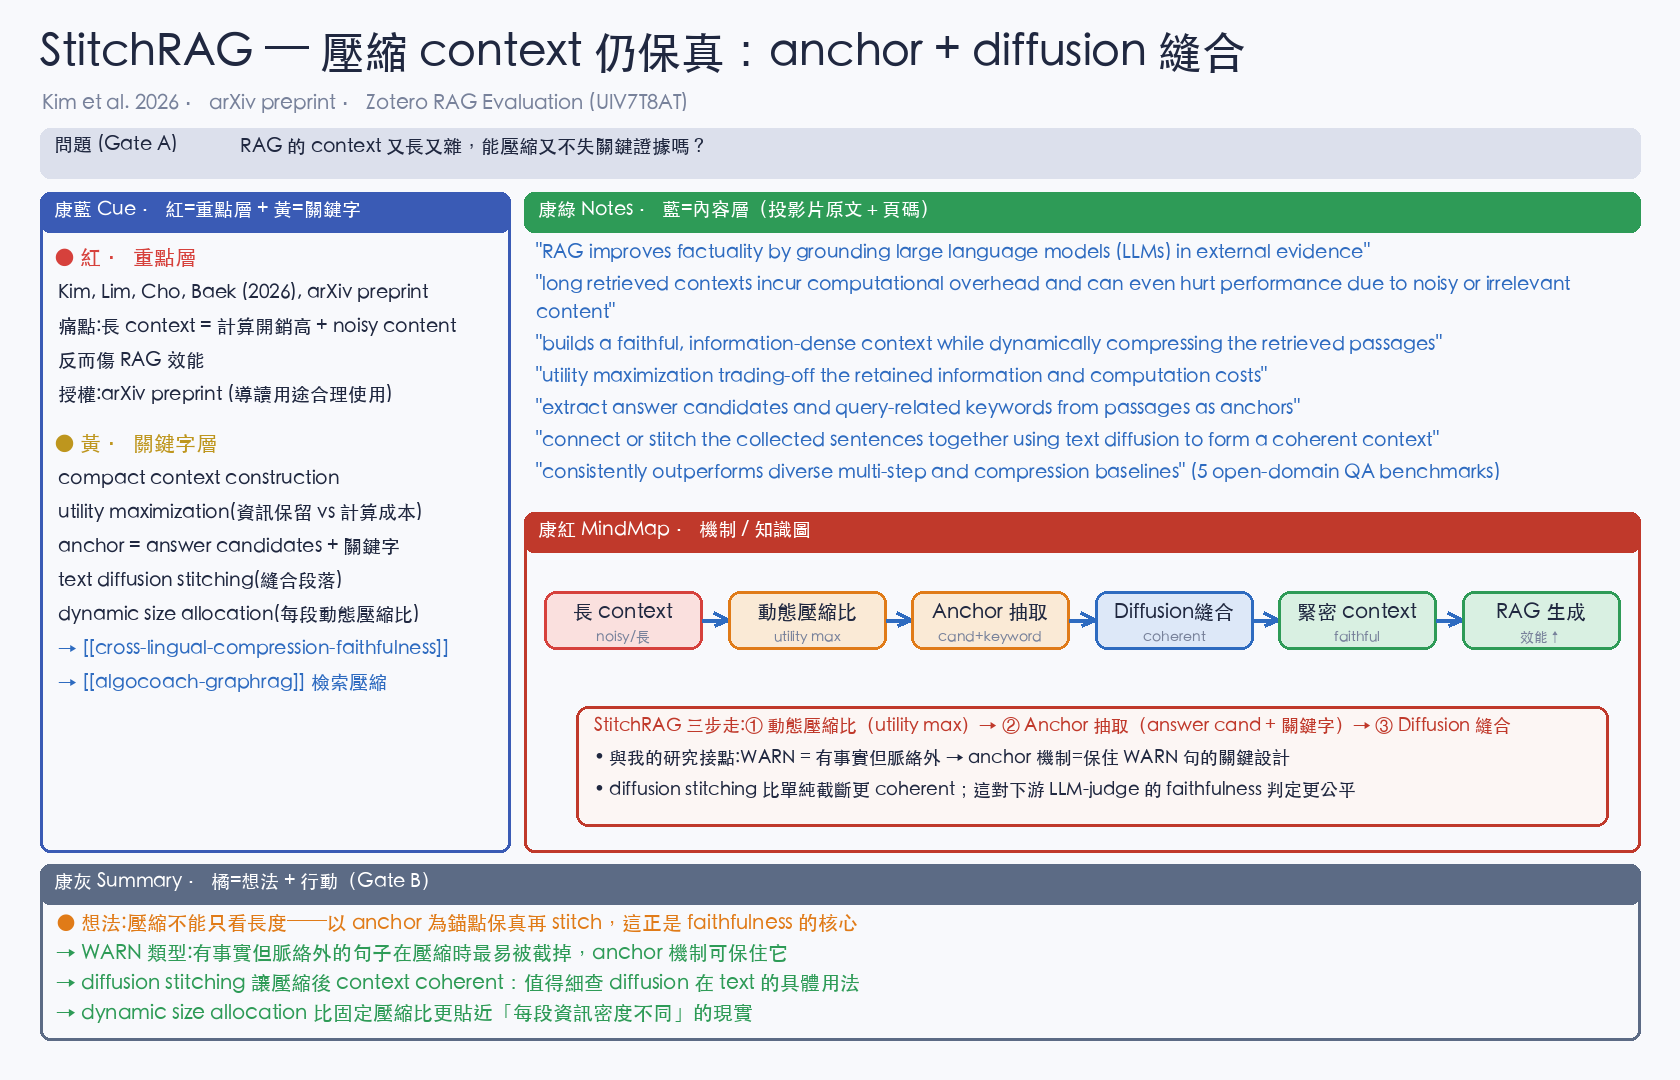 StitchRAG — 壓縮 context 仍保真：anchor + diffusion 縫合
Kim et al. 2026 · arXiv preprint · Zotero RAG Evaluation (UIV7T8AT)
問題 (Gate A) RAG 的 context 又長又雜，能壓縮又不失關鍵證據嗎？
康藍 Cue · 紅=重點層 + 黃=關鍵字
● 紅 · 重點層
Kim, Lim, Cho, Baek (2026), arXiv preprint
痛點:長 context = 計算開銷高 + noisy content
反而傷 RAG 效能
授權:arXiv preprint (導讀用途合理使用)
● 黃 · 關鍵字層
compact context construction
utility maximization(資訊保留 vs 計算成本)
anchor = answer candidates + 關鍵字
text diffusion stitching(縫合段落)
dynamic size allocation(每段動態壓縮比)
→ [[cross-lingual-compression-faithfulness]]
→ [[algocoach-graphrag]] 檢索壓縮
康綠 Notes · 藍=內容層（投影片原文 + 頁碼）
"RAG improves factuality by grounding large language models (LLMs) in external evidence"
"long retrieved contexts incur computational overhead and can even hurt performance due to noisy or irrelevant
content"
"builds a faithful, information-dense context while dynamically compressing the retrieved passages"
"utility maximization trading-off the retained information and computation costs"
"extract answer candidates and query-related keywords from passages as anchors"
"connect or stitch the collected sentences together using text diffusion to form a coherent context"
"consistently outperforms diverse multi-step and compression baselines" (5 open-domain QA benchmarks)
康紅 MindMap · 機制 / 知識圖
長 context
noisy/長
動態壓縮比
utility max
Anchor 抽取
cand+keyword
Diffusion縫合
coherent
緊密 context
faithful
RAG 生成
效能↑
StitchRAG 三步走:① 動態壓縮比（utility max）→ ② Anchor 抽取（answer cand + 關鍵字）→ ③ Diffusion 縫合
• 與我的研究接點:WARN = 有事實但脈絡外 → anchor 機制=保住 WARN 句的關鍵設計
• diffusion stitching 比單純截斷更 coherent；這對下游 LLM-judge 的 faithfulness 判定更公平
康灰 Summary · 橘=想法 + 行動（Gate B）
● 想法:壓縮不能只看長度——以 anchor 為錨點保真再 stitch，這正是 faithfulness 的核心
→ WARN 類型:有事實但脈絡外的句子在壓縮時最易被截掉，anchor 機制可保住它
→ diffusion stitching 讓壓縮後 context coherent：值得細查 diffusion 在 text 的具體用法
→ dynamic size allocation 比固定壓縮比更貼近「每段資訊密度不同」的現實